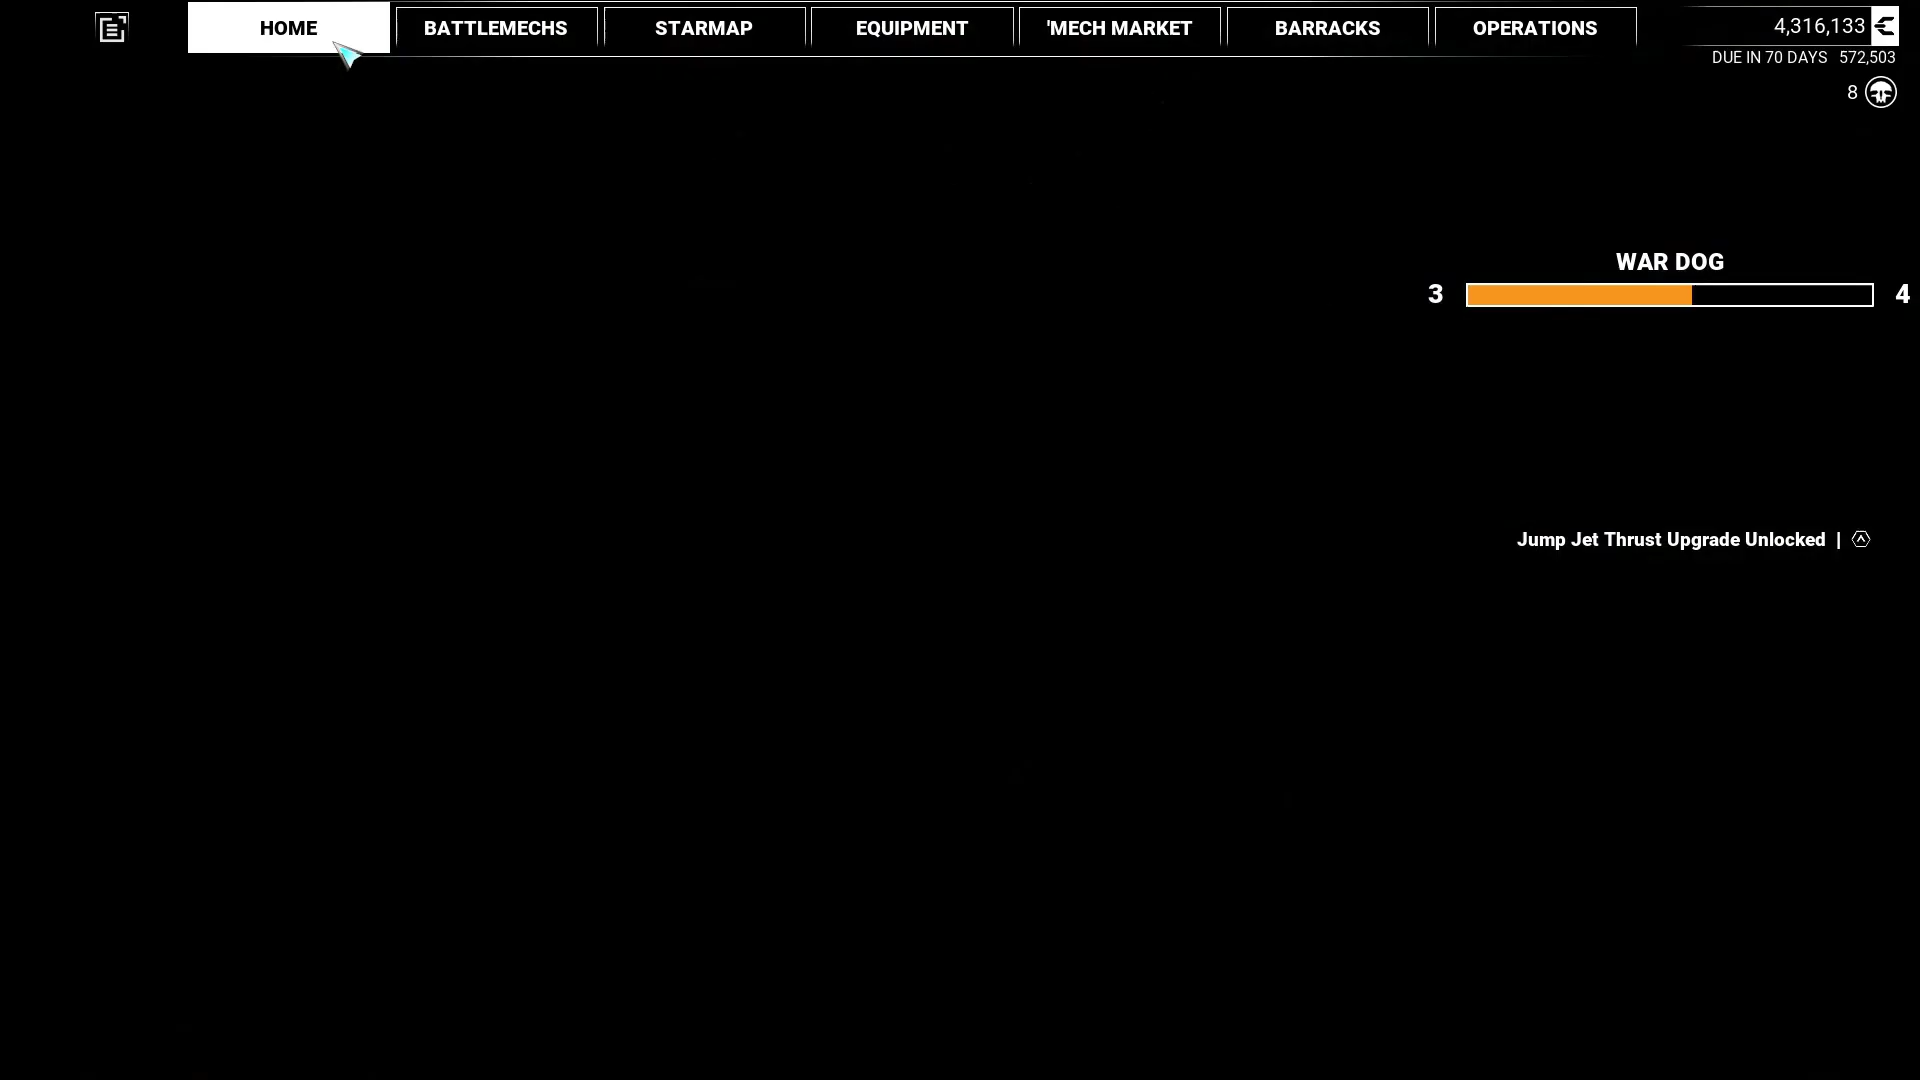 HOME
BATTLEMECHS
STARMAP
EQUIPMENT
'MECH MARKET
BARRACKS
OPERATIONS
4,316,133
DUE IN 70 DAYS 572,503
8
WAR DOG
3 4
Jump Jet Thrust Upgrade Unlocked |